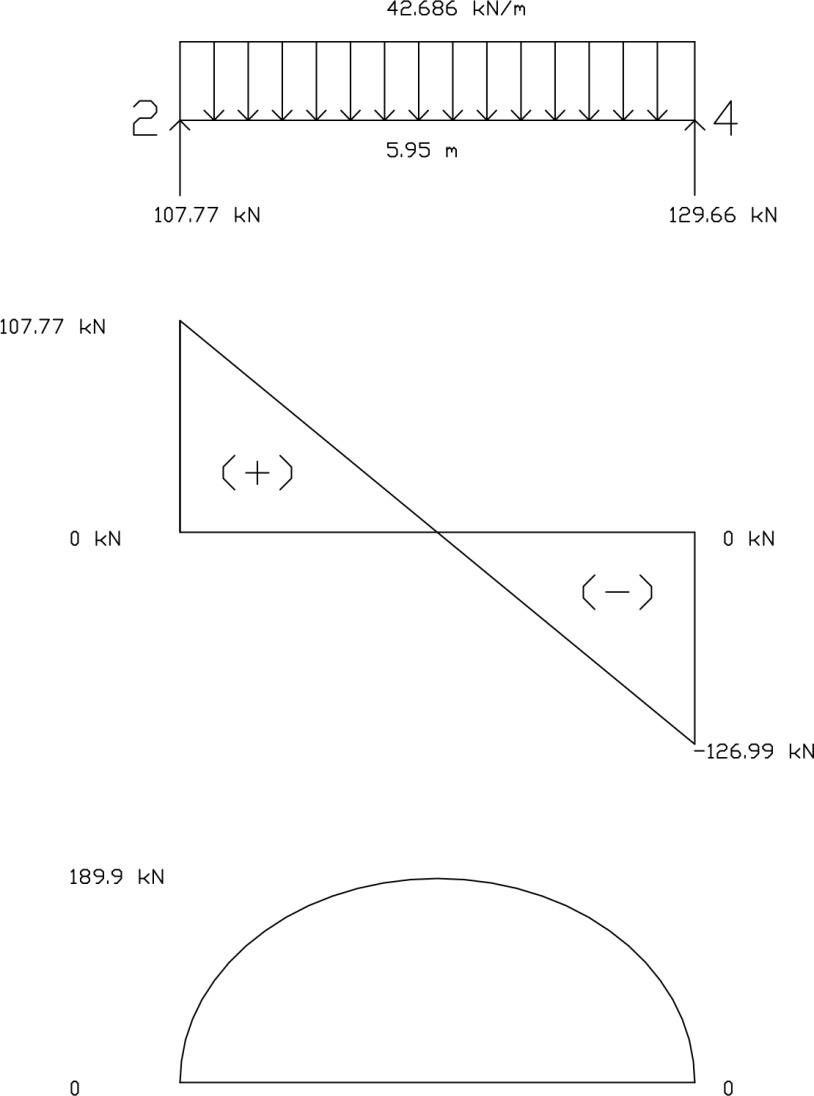 42.686 kN/m
2
4
5.95 m
107.77 kN
129.66 kN
107.77 kN
(+)
0 kN
0 kN
(-)
-126.99 kN
189.9 kN
0
0